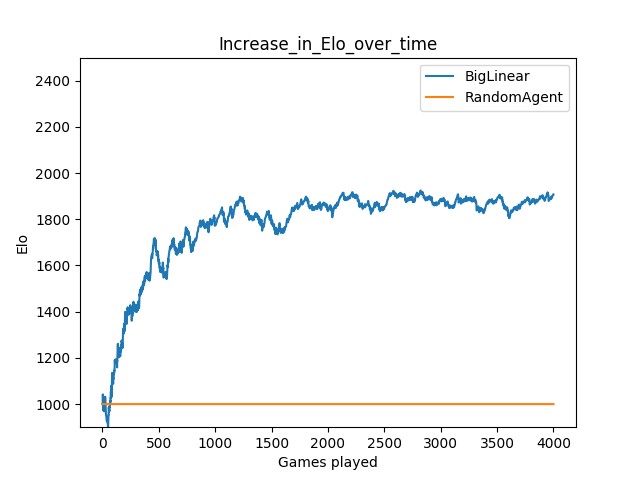 Increase_in_Elo_over_time
BigLinear
RandomAgent
Elo
2400
2200
2000
1800
1600
1400
1200
1000
0 500 1000 1500 2000 2500 3000 3500 4000
Games played